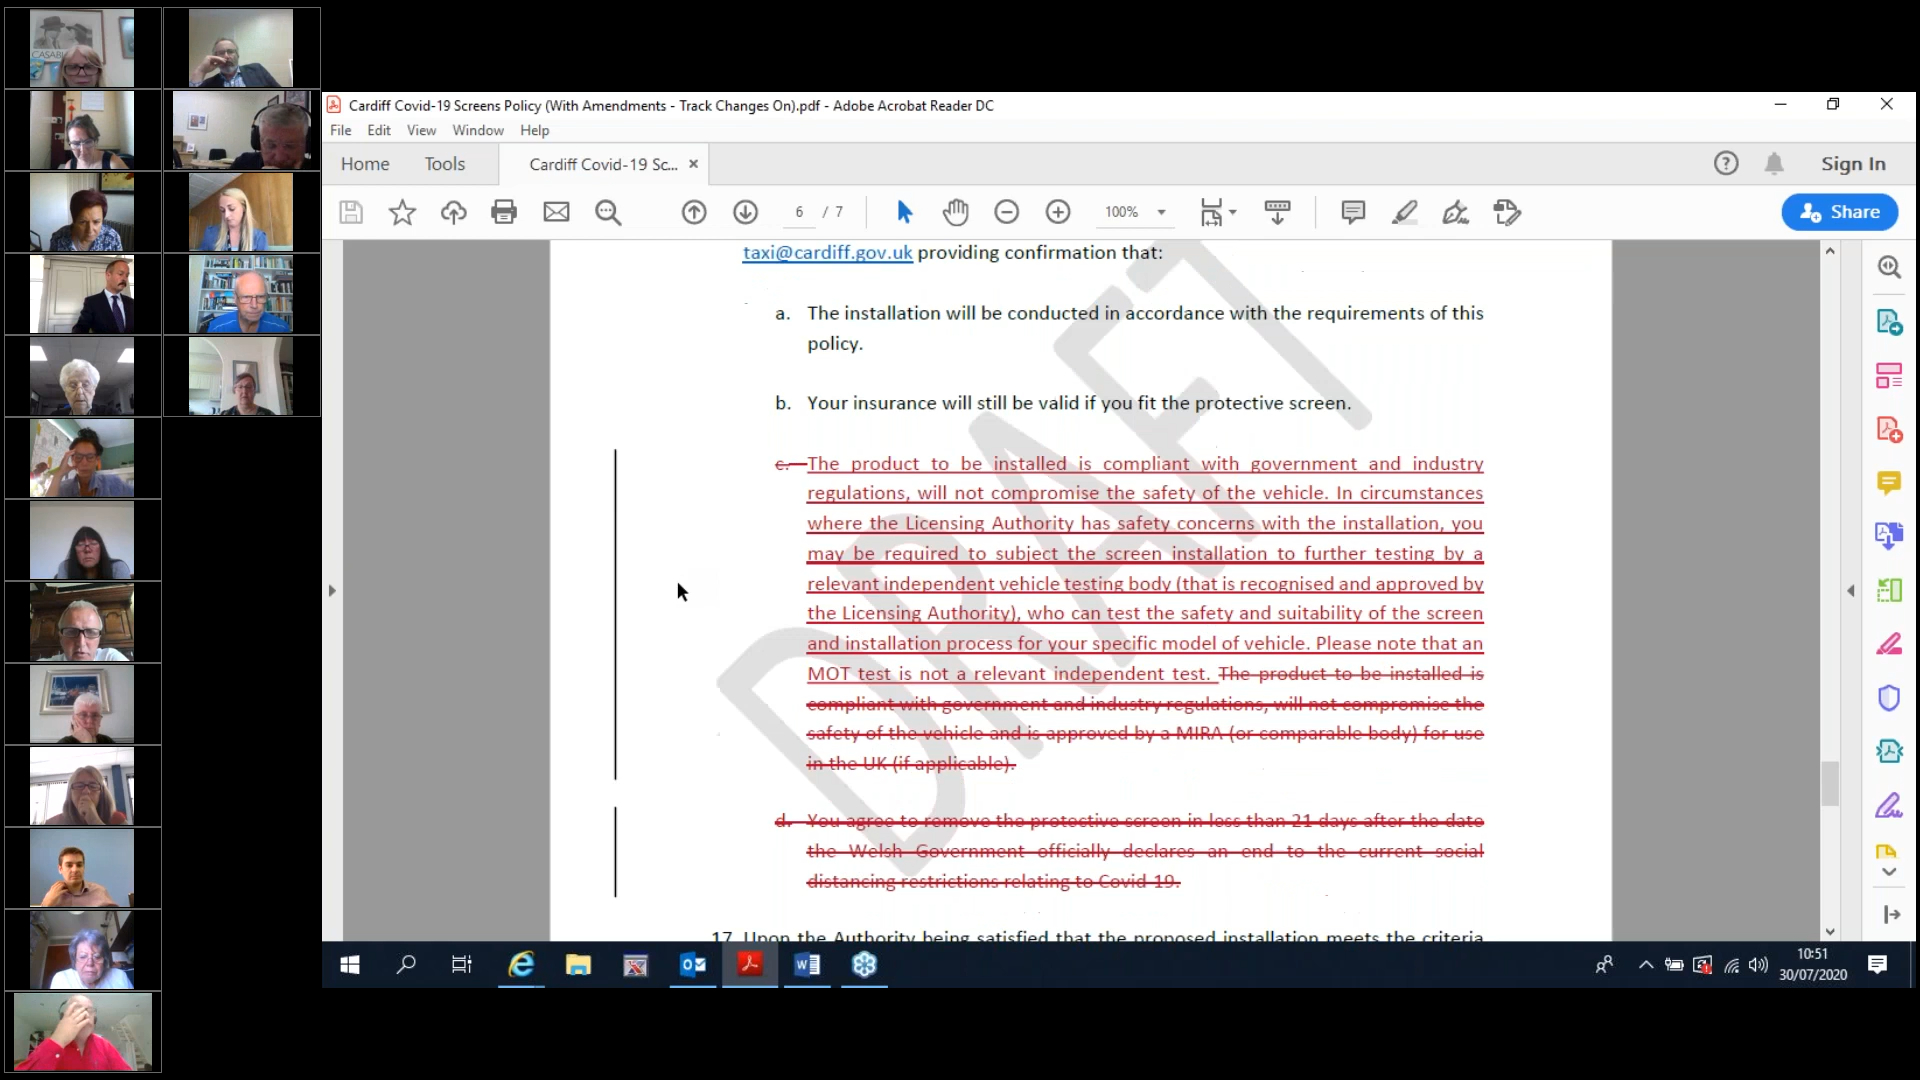 CASAB
Cardiff Covid-19 Screens Policy (With Amendments - Track Changes On).pdf - Adobe Acrobat Reader DC
File Edit View Window Help
Home Tools Cardiff Covid-19 Sc... × Sign In
6 / 7 100% Share
taxi@cardiff.gov.uk providing confirmation that:
a. The installation will be conducted in accordance with the requirements of this
policy.
b. Your insurance will still be valid if you fit the protective screen.
c. The product to be installed is compliant with government and industry
regulations, will not compromise the safety of the vehicle. In circumstances
where the Licensing Authority has safety concerns with the installation, you
may be required to subject the screen installation to further testing by a
relevant independent vehicle testing body (that is recognised and approved by
the Licensing Authority), who can test the safety and suitability of the screen
and installation process for your specific model of vehicle. Please note that an
MOT test is not a relevant independent test. The product to be installed is
compliant with government and industry regulations, will not compromise the
safety of the vehicle and is approved by a MIRA (or comparable body) for use
in the UK (if applicable).
d. You agree to remove the protective screen in less than 21 days after the date
the Welsh Government officially declares an end to the current social
distancing restrictions relating to Covid-19.
17. Upon the Authority being satisfied that the proposed installation meets the criteria
DRAFT
10:51
30/07/2020